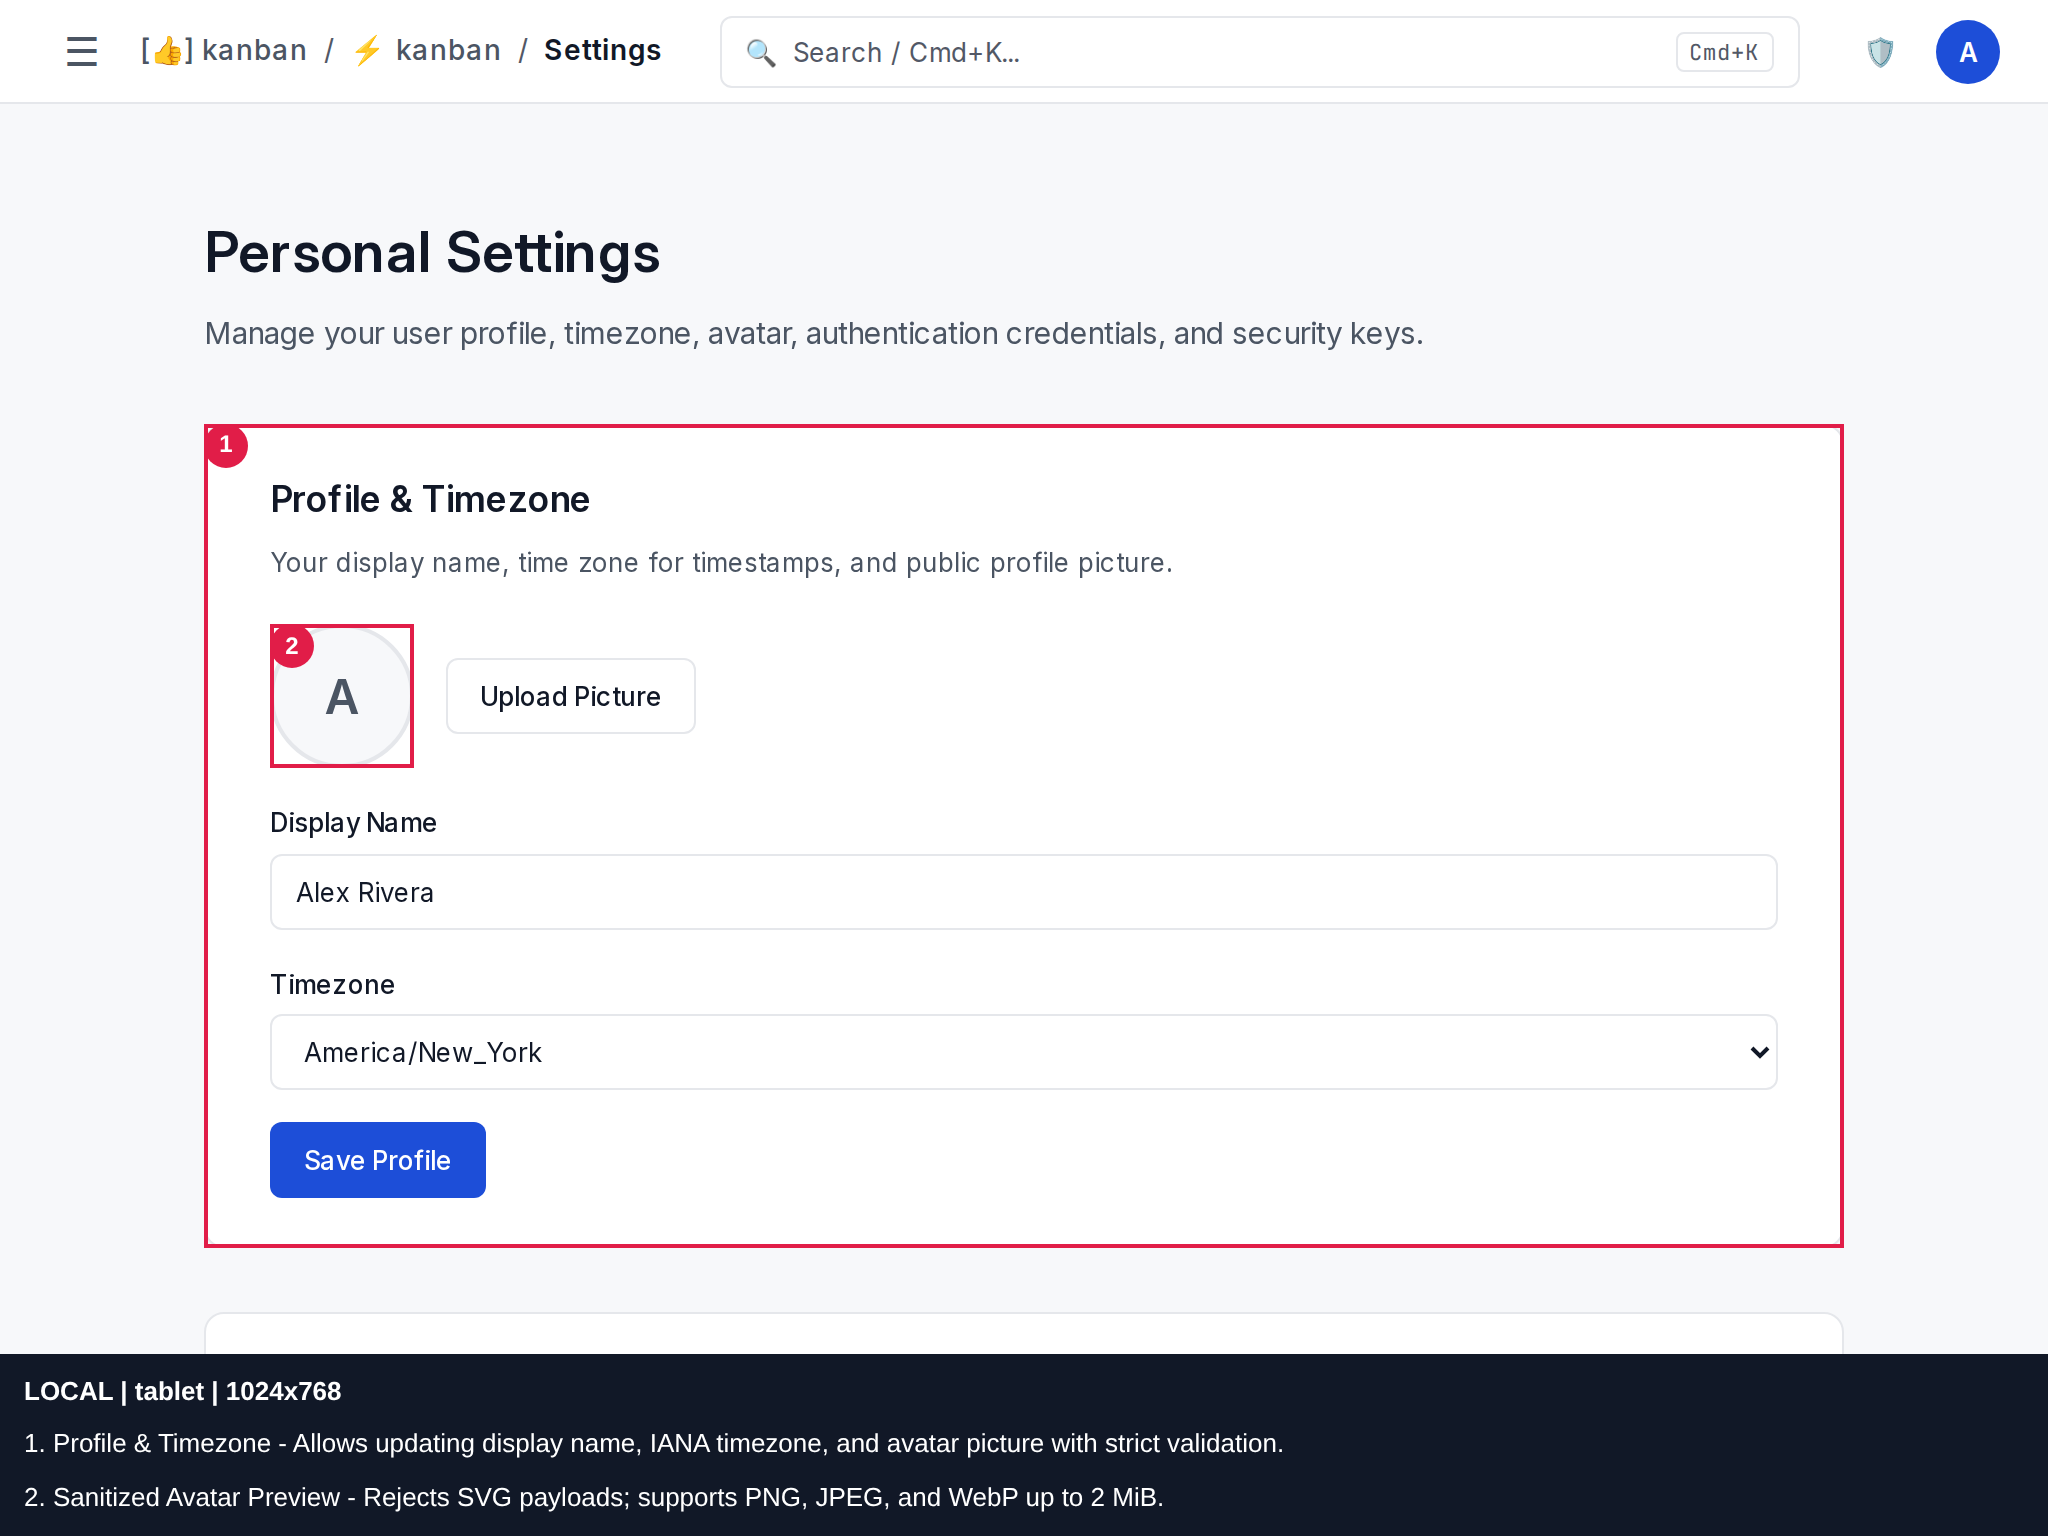 [👍] kanban / ⚡ kanban / Settings
🔍 Search / Cmd+K... Cmd+K
A
Personal Settings
Manage your user profile, timezone, avatar, authentication credentials, and security keys.
1
Profile & Timezone
Your display name, time zone for timestamps, and public profile picture.
2
A
Upload Picture
Display Name
Alex Rivera
Timezone
America/New_York
Save Profile
LOCAL | tablet | 1024x768
1. Profile & Timezone - Allows updating display name, IANA timezone, and avatar picture with strict validation.
2. Sanitized Avatar Preview - Rejects SVG payloads; supports PNG, JPEG, and WebP up to 2 MiB.